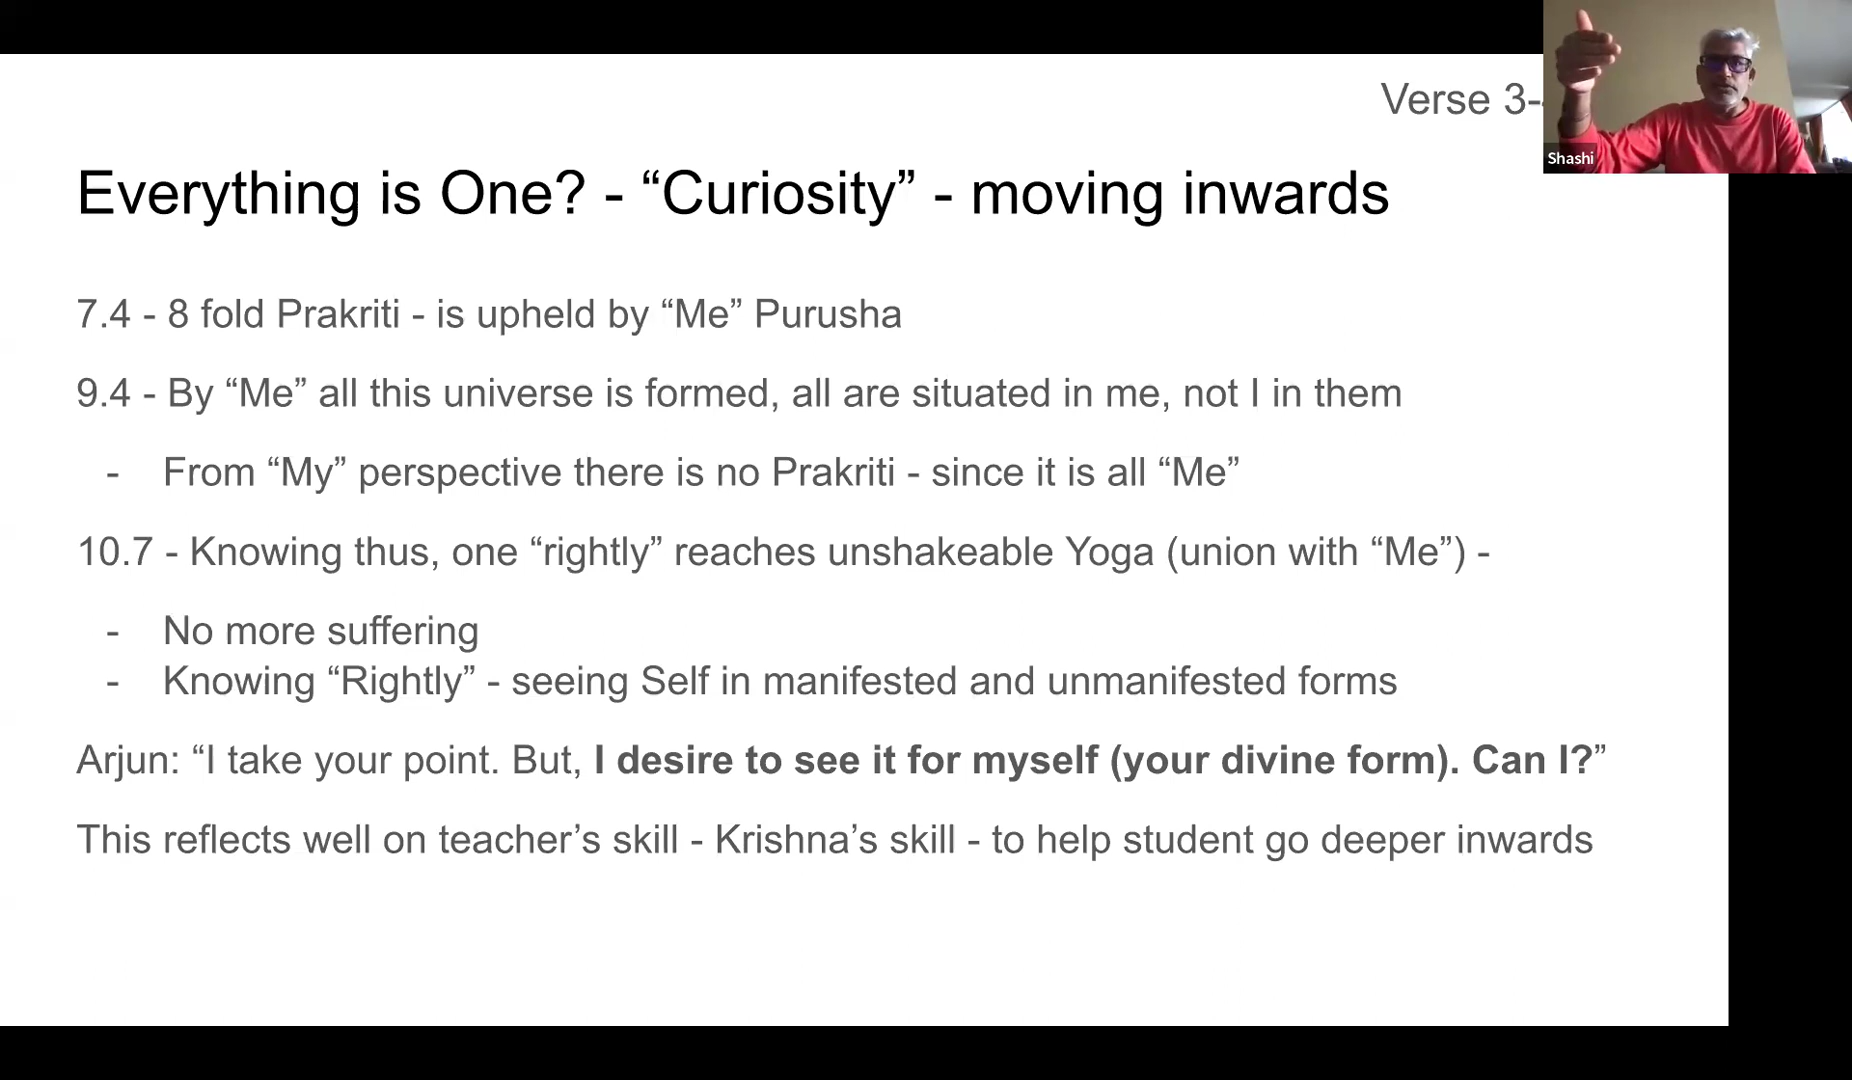 Verse 3-
Shashi
Everything is One? - “Curiosity” - moving inwards
7.4 - 8 fold Prakriti - is upheld by “Me” Purusha
9.4 - By “Me” all this universe is formed, all are situated in me, not I in them
- From “My” perspective there is no Prakriti - since it is all “Me”
10.7 - Knowing thus, one “rightly” reaches unshakeable Yoga (union with “Me”) -
- No more suffering
- Knowing “Rightly” - seeing Self in manifested and unmanifested forms
Arjun: “I take your point. But, I desire to see it for myself (your divine form). Can I?”
This reflects well on teacher’s skill - Krishna’s skill - to help student go deeper inwards